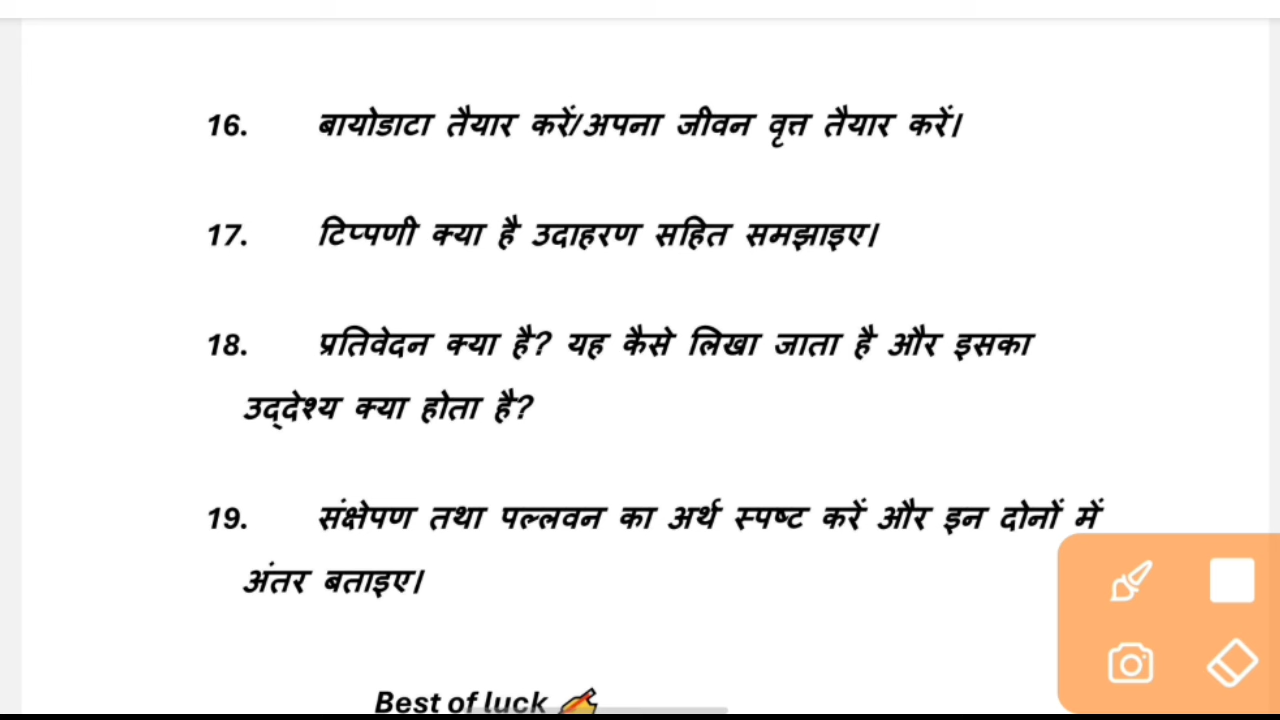 16. बायोडाटा तैयार करें/अपना जीवन वृत्त तैयार करें।
17. टिप्पणी क्या है उदाहरण सहित समझाइए।
18. प्रतिवेदन क्या है? यह कैसे लिखा जाता है और इसका
उद्देश्य क्या होता है?
19. संक्षेपण तथा पल्लवन का अर्थ स्पष्ट करें और इन दोनों में
अंतर बताइए।
Best of luck ✍️